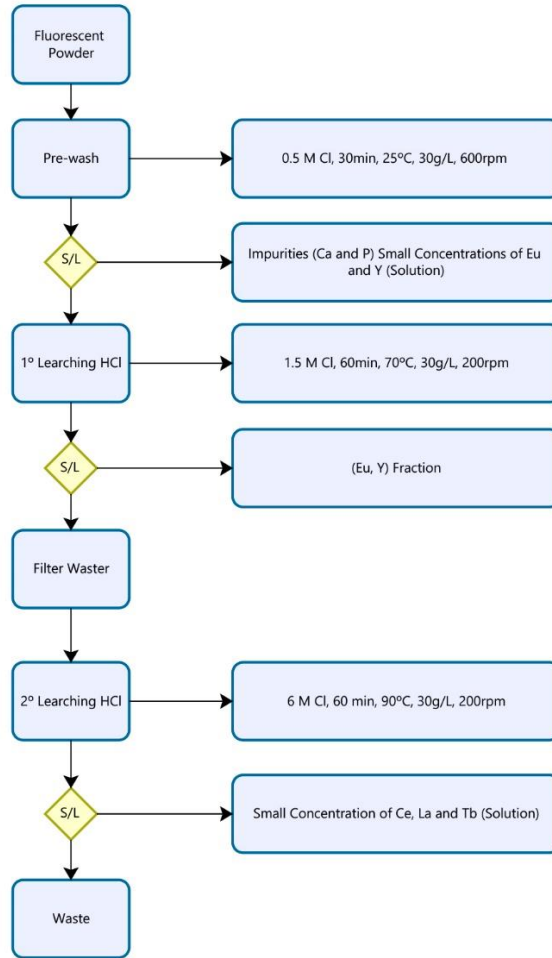 Fluorescent
Powder
Pre-wash
0.5 M Cl, 30min, 25ºC, 30g/L, 600rpm
S/L
Impurities (Ca and P) Small Concentrations of Eu
and Y (Solution)
1º Learching HCl
1.5 M Cl, 60min, 70ºC, 30g/L, 200rpm
S/L
(Eu, Y) Fraction
Filter Waster
2º Learching HCl
6 M Cl, 60 min, 90ºC, 30g/L, 200rpm
S/L
Small Concentration of Ce, La and Tb (Solution)
Waste